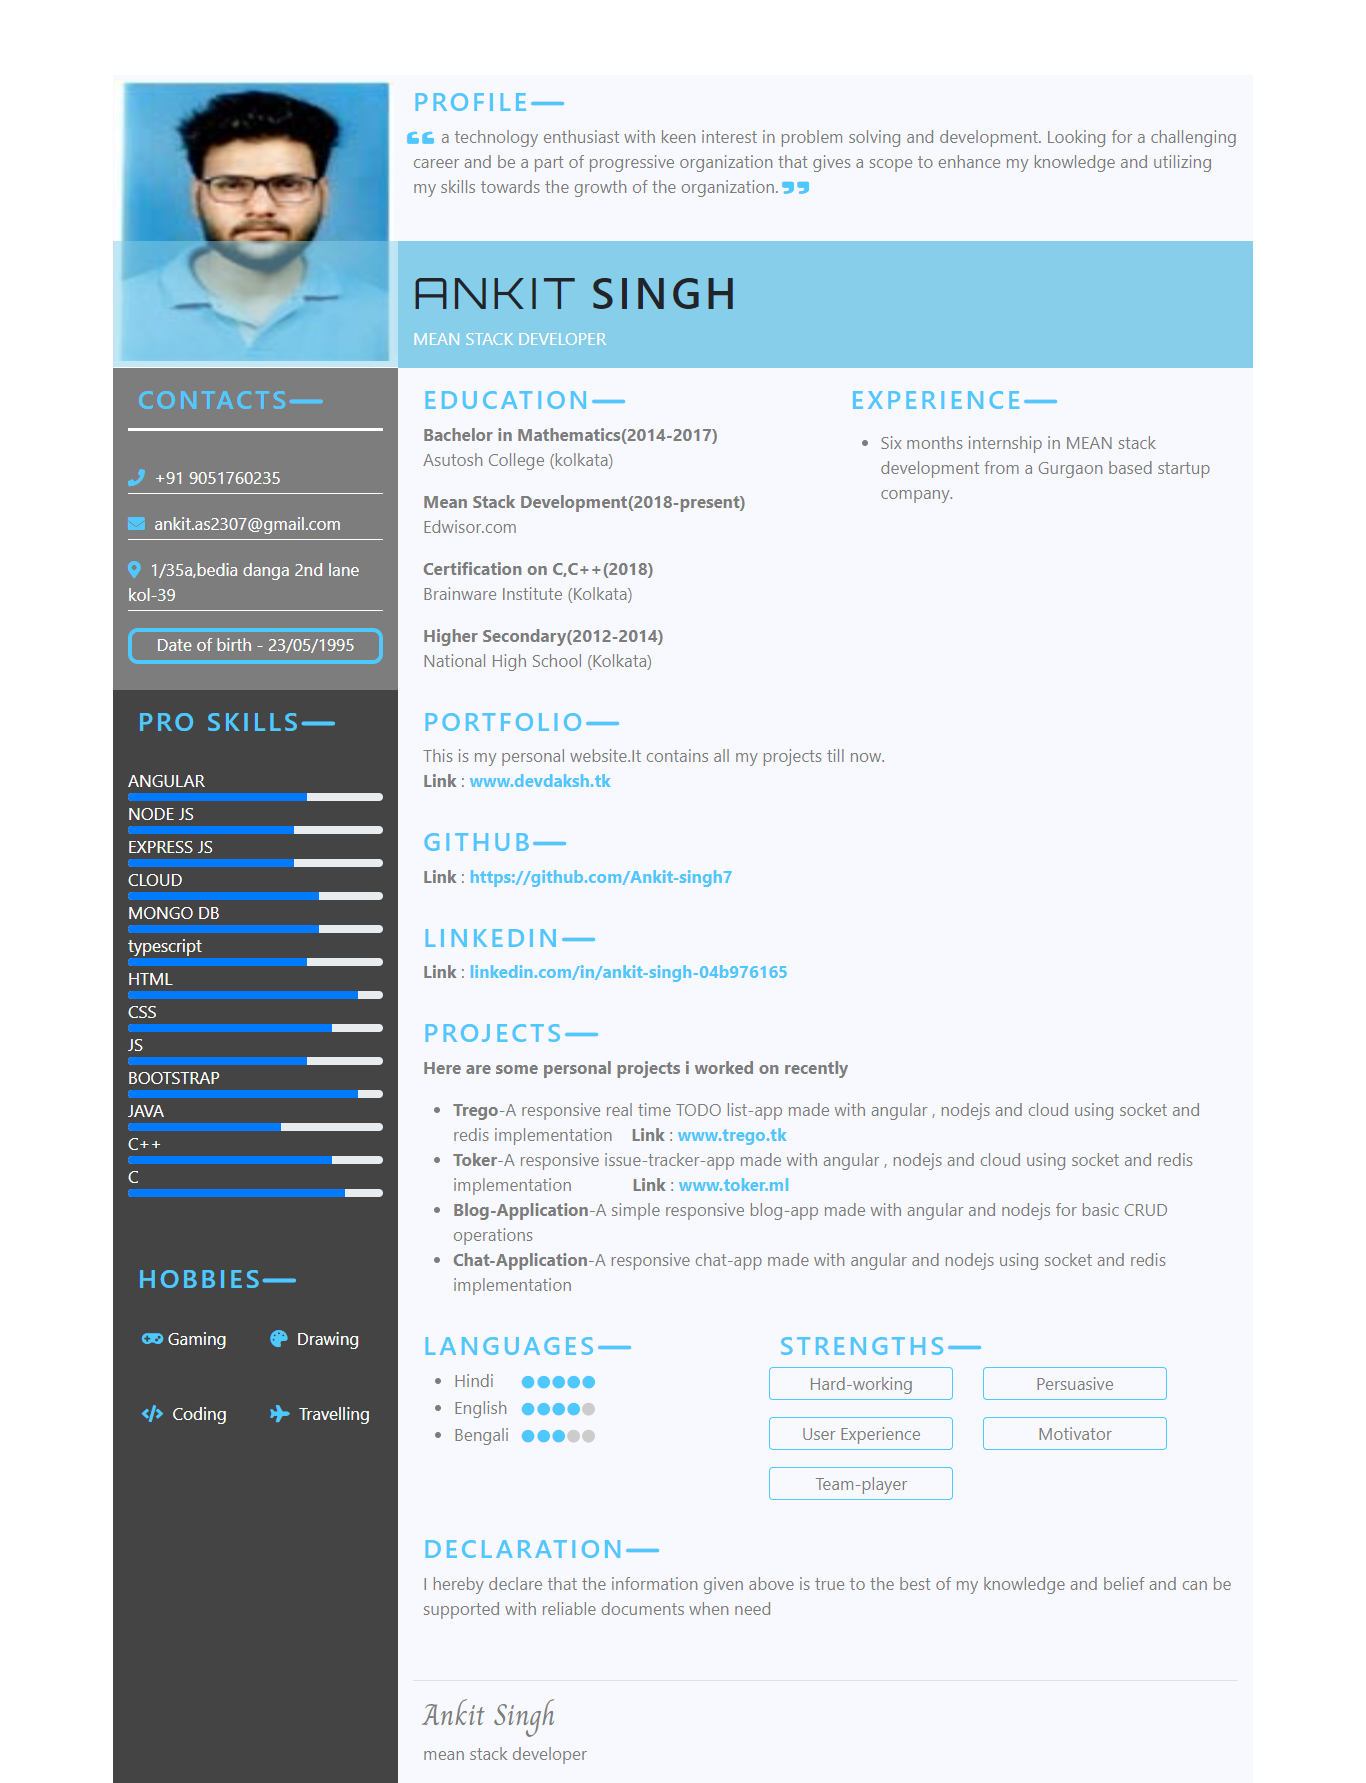 PROFILE
a technology enthusiast with keen interest in problem solving and development. Looking for a challenging
career and be a part of progressive organization that gives a scope to enhance my knowledge and utilizing
my skills towards the growth of the organization.
ANKIT SINGH
MEAN STACK DEVELOPER
CONTACTS
+91 9051760235
ankit.as2307@gmail.com
1/35a,bedia danga 2nd lane
kol-39
Date of birth - 23/05/1995
PRO SKILLS
ANGULAR
NODE JS
EXPRESS JS
CLOUD
MONGO DB
typescript
HTML
CSS
JS
BOOTSTRAP
JAVA
C++
C
HOBBIES
Gaming
Drawing
Coding
Travelling
EDUCATION
Bachelor in Mathematics(2014-2017)
Asutosh College (kolkata)
Mean Stack Development(2018-present)
Edwisor.com
Certification on C,C++(2018)
Brainware Institute (Kolkata)
Higher Secondary(2012-2014)
National High School (Kolkata)
EXPERIENCE
Six months internship in MEAN stack
development from a Gurgaon based startup
company.
PORTFOLIO
This is my personal website.It contains all my projects till now.
Link : www.devdaksh.tk
GITHUB
Link : https://github.com/Ankit-singh7
LINKEDIN
Link : linkedin.com/in/ankit-singh-04b976165
PROJECTS
Here are some personal projects i worked on recently
Trego-A responsive real time TODO list-app made with angular , nodejs and cloud using socket and
redis implementation Link : www.trego.tk
Toker-A responsive issue-tracker-app made with angular , nodejs and cloud using socket and redis
implementation Link : www.toker.ml
Blog-Application-A simple responsive blog-app made with angular and nodejs for basic CRUD
operations
Chat-Application-A responsive chat-app made with angular and nodejs using socket and redis
implementation
LANGUAGES
Hindi
English
Bengali
STRENGTHS
Hard-working
Persuasive
User Experience
Motivator
Team-player
DECLARATION
I hereby declare that the information given above is true to the best of my knowledge and belief and can be
supported with reliable documents when need
Ankit Singh
mean stack developer